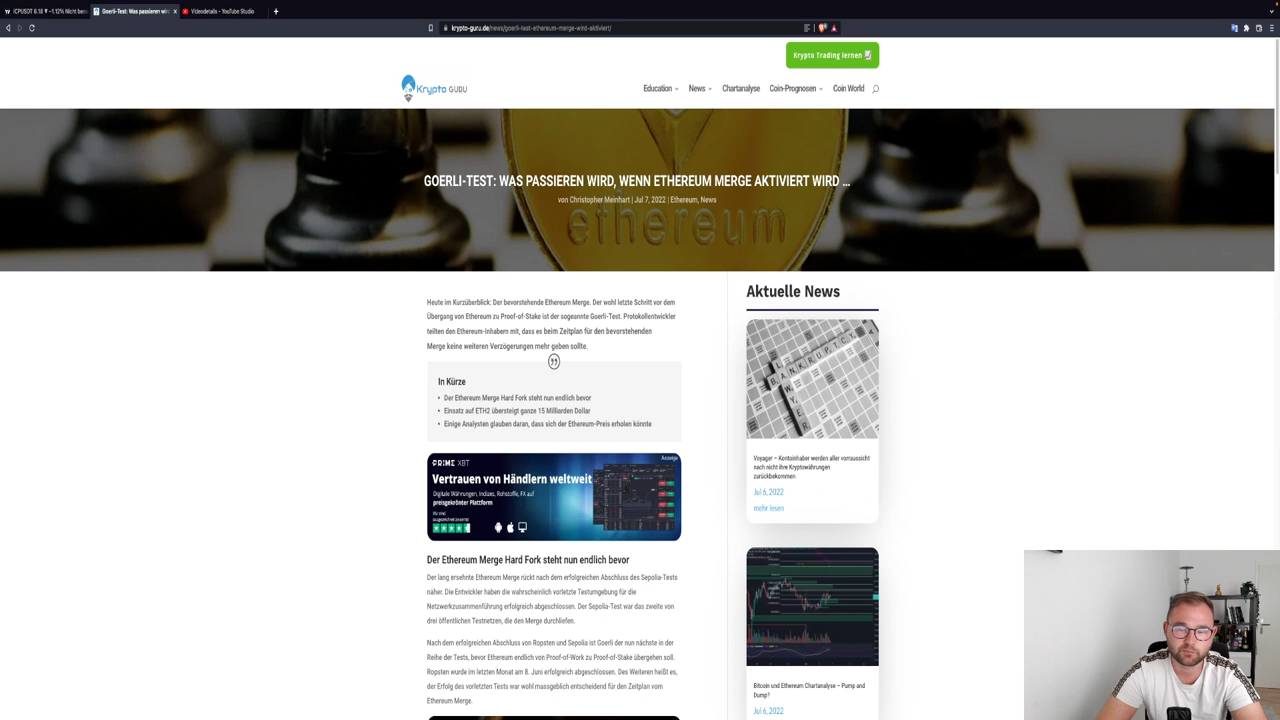 ICPUSDT 6.18 ▼ −1.12% Nicht ben
Goerli-Test: Was passieren wird
Videodetails - YouTube Studio
krypto-guru.de/news/goerli-test-ethereum-merge-wird-aktiviert/
Krypto Trading lernen
Krypto GURU
Education
News
Chartanalyse
Coin-Prognosen
Coin World
GOERLI-TEST: WAS PASSIEREN WIRD, WENN ETHEREUM MERGE AKTIVIERT WIRD ...
von Christopher Meinhart | Jul 7, 2022 | Ethereum, News
ethereum
Heute im Kurzüberblick: Der bevorstehende Ethereum Merge. Der wohl letzte Schritt vor dem
Übergang von Ethereum zu Proof-of-Stake ist der sogeannte Goerli-Test. Protokollentwickler
teilten den Ethereum-Inhabern mit, dass es beim Zeitplan für den bevorstehenden
Merge keine weiteren Verzögerungen mehr geben sollte.
In Kürze
• Der Ethereum Merge Hard Fork steht nun endlich bevor
• Einsatz auf ETH2 übersteigt ganze 15 Milliarden Dollar
• Einige Analysten glauben daran, dass sich der Ethereum-Preis erholen könnte
PRIME XBT
Anzeige
Vertrauen von Händlern weltweit
Digitale Währungen, Indizes, Rohstoffe, FX auf
preisgekrönter Plattform
Der Ethereum Merge Hard Fork steht nun endlich bevor
Der lang ersehnte Ethereum Merge rückt nach dem erfolgreichen Abschluss des Sepolia-Tests
näher. Die Entwickler haben die wahrscheinlich vorletzte Testumgebung für die
Netzwerkzusammenführung erfolgreich abgeschlossen. Der Sepolia-Test war das zweite von
drei öffentlichen Testnetzen, die den Merge durchliefen.
Nach dem erfolgreichen Abschluss von Ropsten und Sepolia ist Goerli der nun nächste in der
Reihe der Tests, bevor Ethereum endlich von Proof-of-Work zu Proof-of-Stake übergehen soll.
Ropsten wurde im letzten Monat am 8. Juni erfolgreich abgeschlossen. Des Weiteren heißt es,
der Erfolg des vorletzten Tests war wohl massgeblich entscheidend für den Zeitplan vom
Ethereum Merge.
Aktuelle News
BANKRUPTCY
LAWYER
Voyager – Kontoinhaber werden aller vorraussicht
nach nicht ihre Kryptowährungen
zurückbekommen
Jul 6, 2022
mehr lesen
Bitcoin und Ethereum Chartanalyse – Pump and
Dump?
Jul 6, 2022